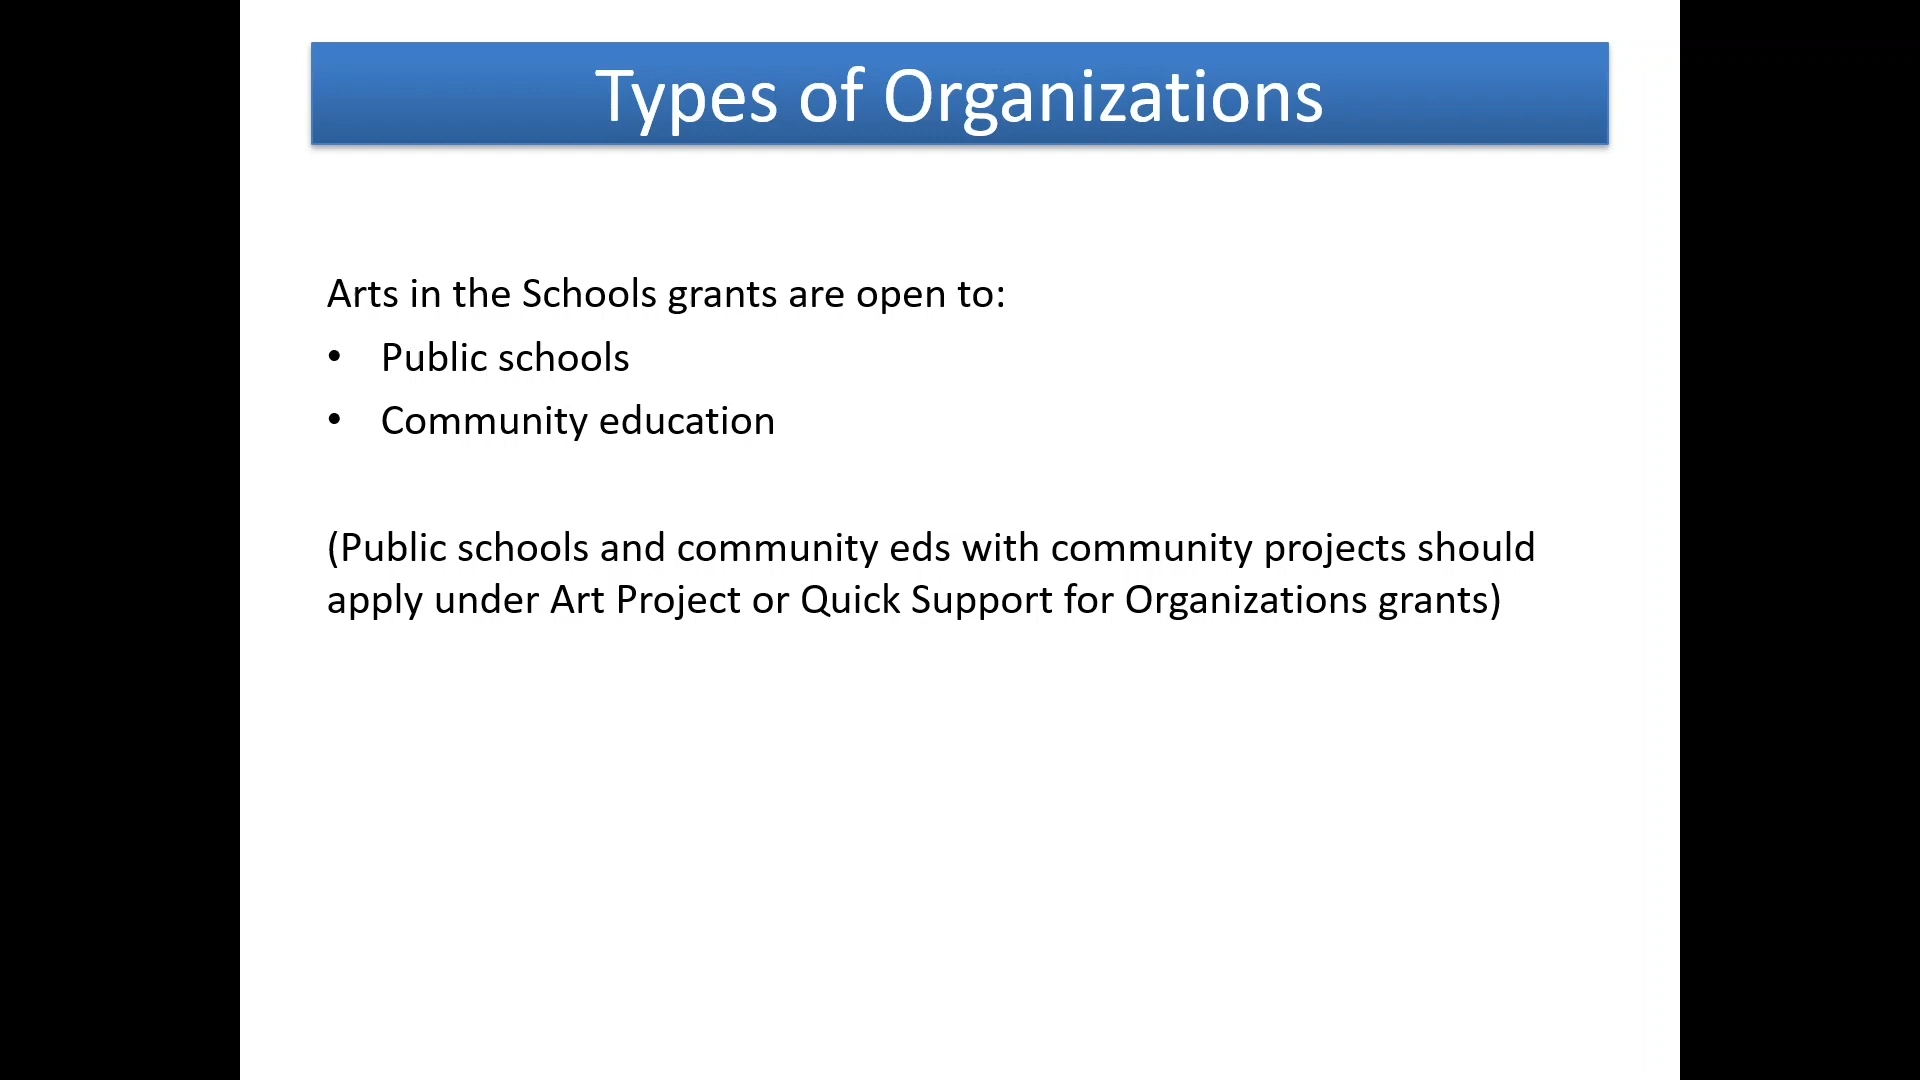 Types of Organizations
Arts in the Schools grants are open to:
• Public schools
• Community education
(Public schools and community eds with community projects should
apply under Art Project or Quick Support for Organizations grants)